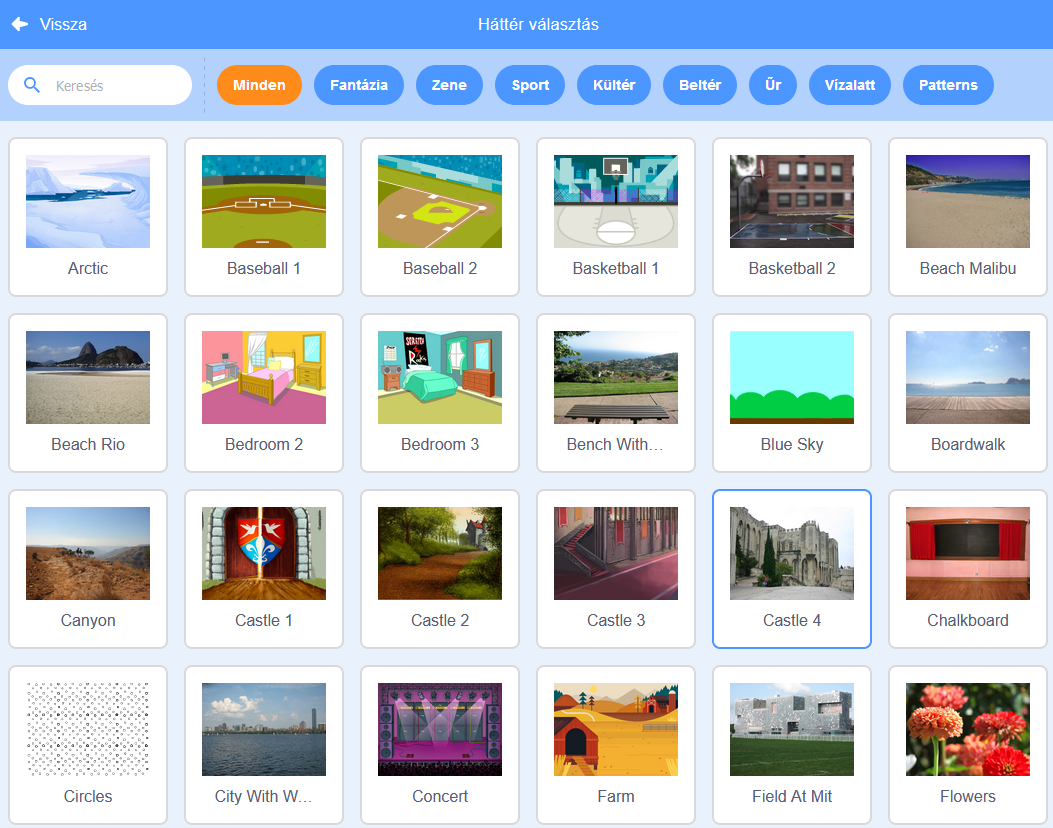 Vissza
Háttér választás
Keresés
Minden
Fantázia
Zene
Sport
Kültér
Beltér
Űr
Vízalatt
Patterns
Arctic
Baseball 1
Baseball 2
Basketball 1
Basketball 2
Beach Malibu
Beach Rio
Bedroom 2
SCRATCH
Rocks
Bedroom 3
Bench With...
Blue Sky
Boardwalk
Canyon
Castle 1
Castle 2
Castle 3
Castle 4
Chalkboard
Circles
City With W...
Concert
Farm
Field At Mit
Flowers